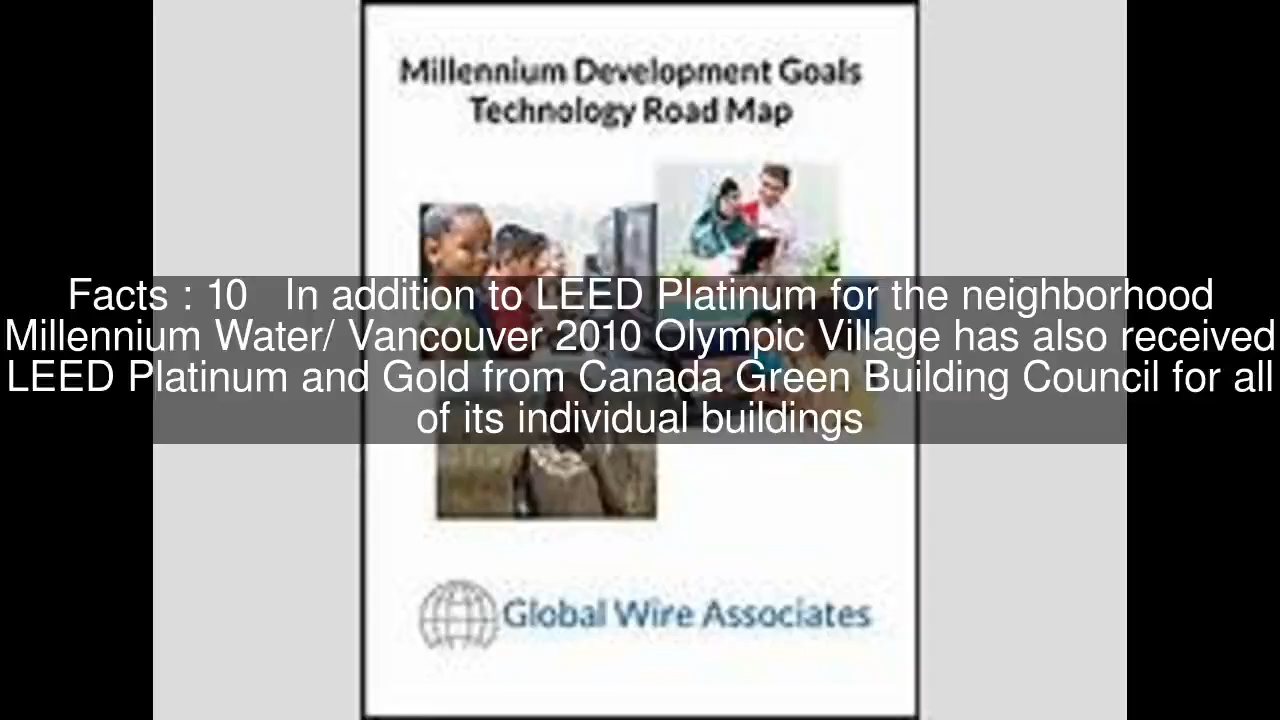 Millennium Development Goals
Technology Road Map
Facts : 10 In addition to LEED Platinum for the neighborhood
Millennium Water/ Vancouver 2010 Olympic Village has also received
LEED Platinum and Gold from Canada Green Building Council for all
of its individual buildings
Global Wire Associates